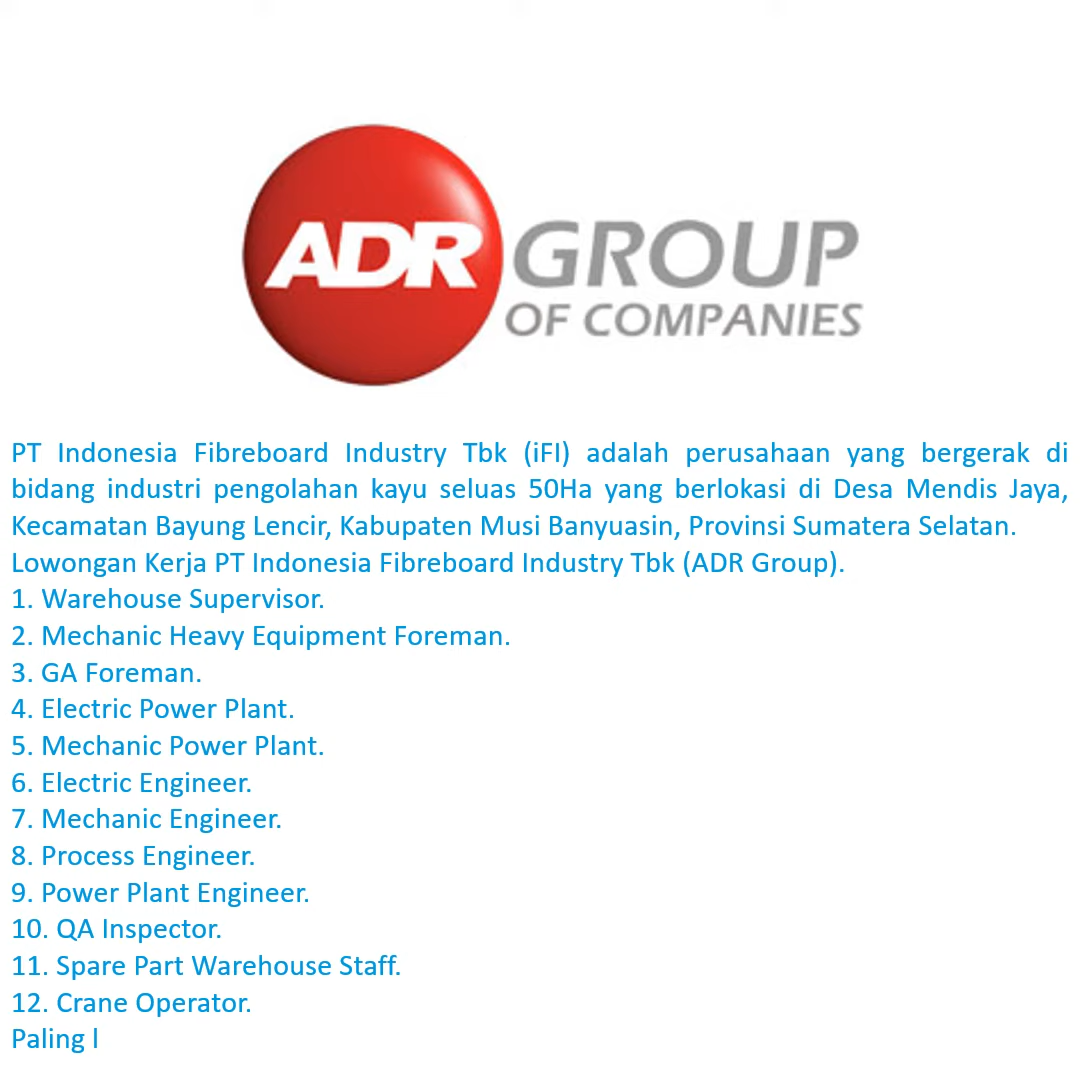 ADR GROUP
OF COMPANIES
PT Indonesia Fibreboard Industry Tbk (iFI) adalah perusahaan yang bergerak di
bidang industri pengolahan kayu seluas 50Ha yang berlokasi di Desa Mendis Jaya,
Kecamatan Bayung Lencir, Kabupaten Musi Banyuasin, Provinsi Sumatera Selatan.
Lowongan Kerja PT Indonesia Fibreboard Industry Tbk (ADR Group).
1. Warehouse Supervisor.
2. Mechanic Heavy Equipment Foreman.
3. GA Foreman.
4. Electric Power Plant.
5. Mechanic Power Plant.
6. Electric Engineer.
7. Mechanic Engineer.
8. Process Engineer.
9. Power Plant Engineer.
10. QA Inspector.
11. Spare Part Warehouse Staff.
12. Crane Operator.
Paling l